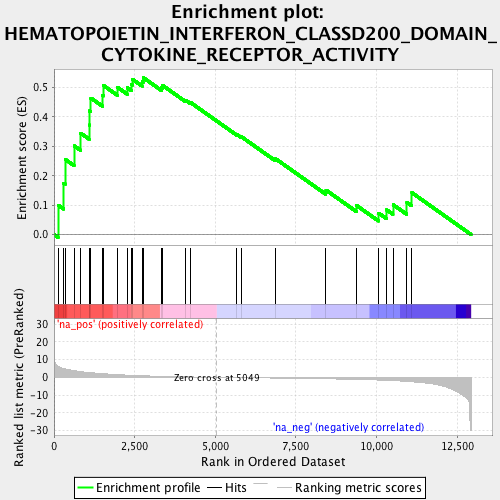 Enrichment plot:
HEMATOPOIETIN_INTERFERON_CLASSD200_DOMAIN_
CYTOKINE_RECEPTOR_ACTIVITY
Enrichment score (ES)
0.5
0.4
0.3
0.2
0.1
0.0
'na_pos' (positively correlated)
Ranked list metric (PreRanked)
30
20
10
0
-10
-20
-30
Zero cross at 5049
'na_neg' (negatively correlated)
0
2,500
5,000
7,500
10,000
12,500
Rank in Ordered Dataset
Enrichment profile
Hits
Ranking metric scores